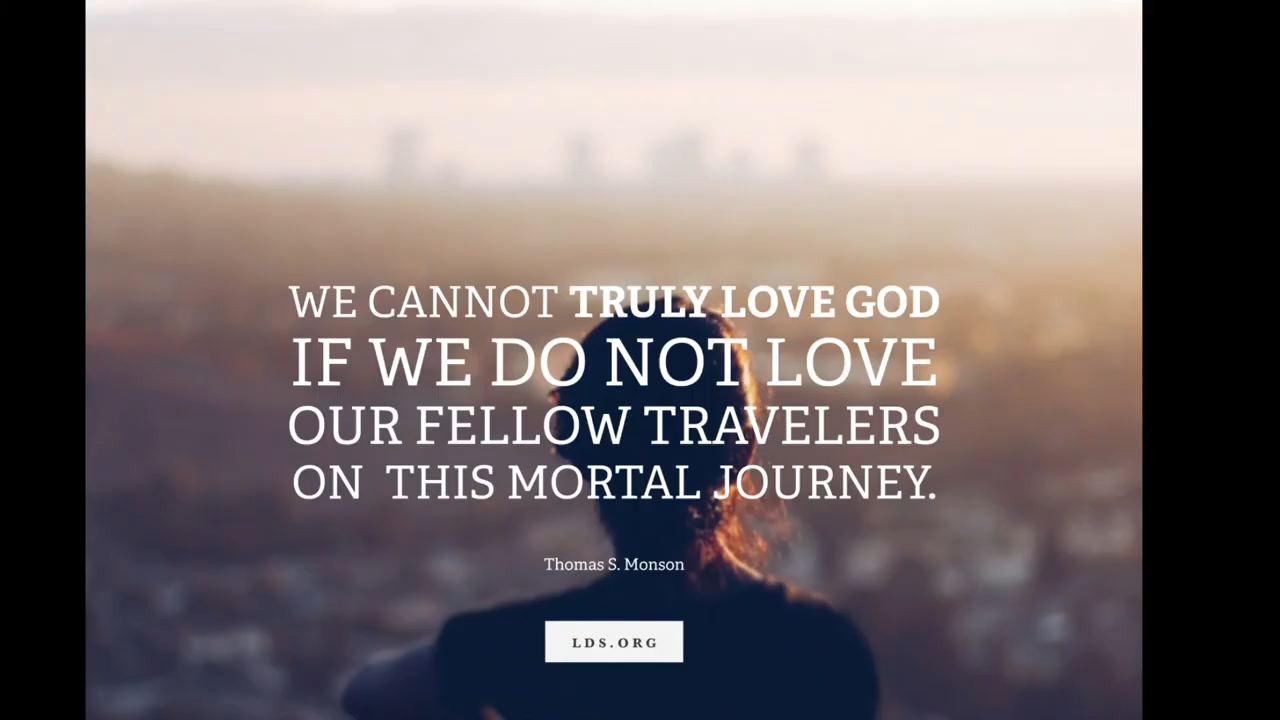 WE CANNOT TRULY LOVE GOD
IF WE DO NOT LOVE
OUR FELLOW TRAVELERS
ON THIS MORTAL JOURNEY.
Thomas S. Monson
LDS.ORG